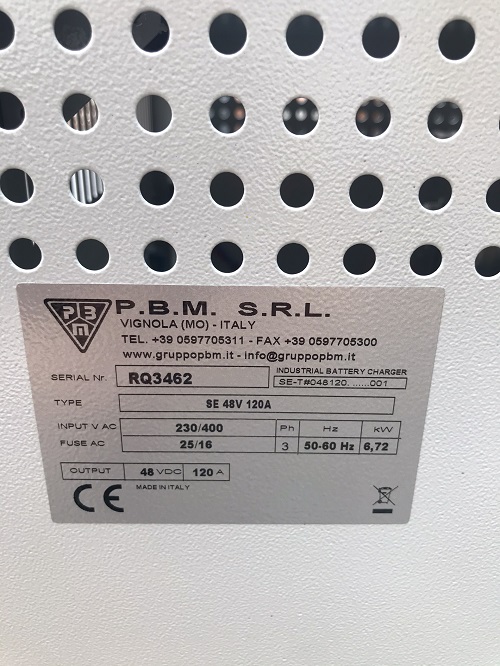 PBM
P.B.M. S.R.L.
VIGNOLA (MO) - ITALY
TEL. +39 0597705311 - FAX +39 0597705300
www.gruppopbm.it - info@gruppopbm.it
SERIAL Nr. RQ3462 INDUSTRIAL BATTERY CHARGER
SE-T#048120. ......001
TYPE SE 48V 120A
INPUT V AC 230/400 Ph Hz kW
FUSE AC 25/16 3 50-60 Hz 6,72
OUTPUT 48 VDC 120 A
CE MADE IN ITALY